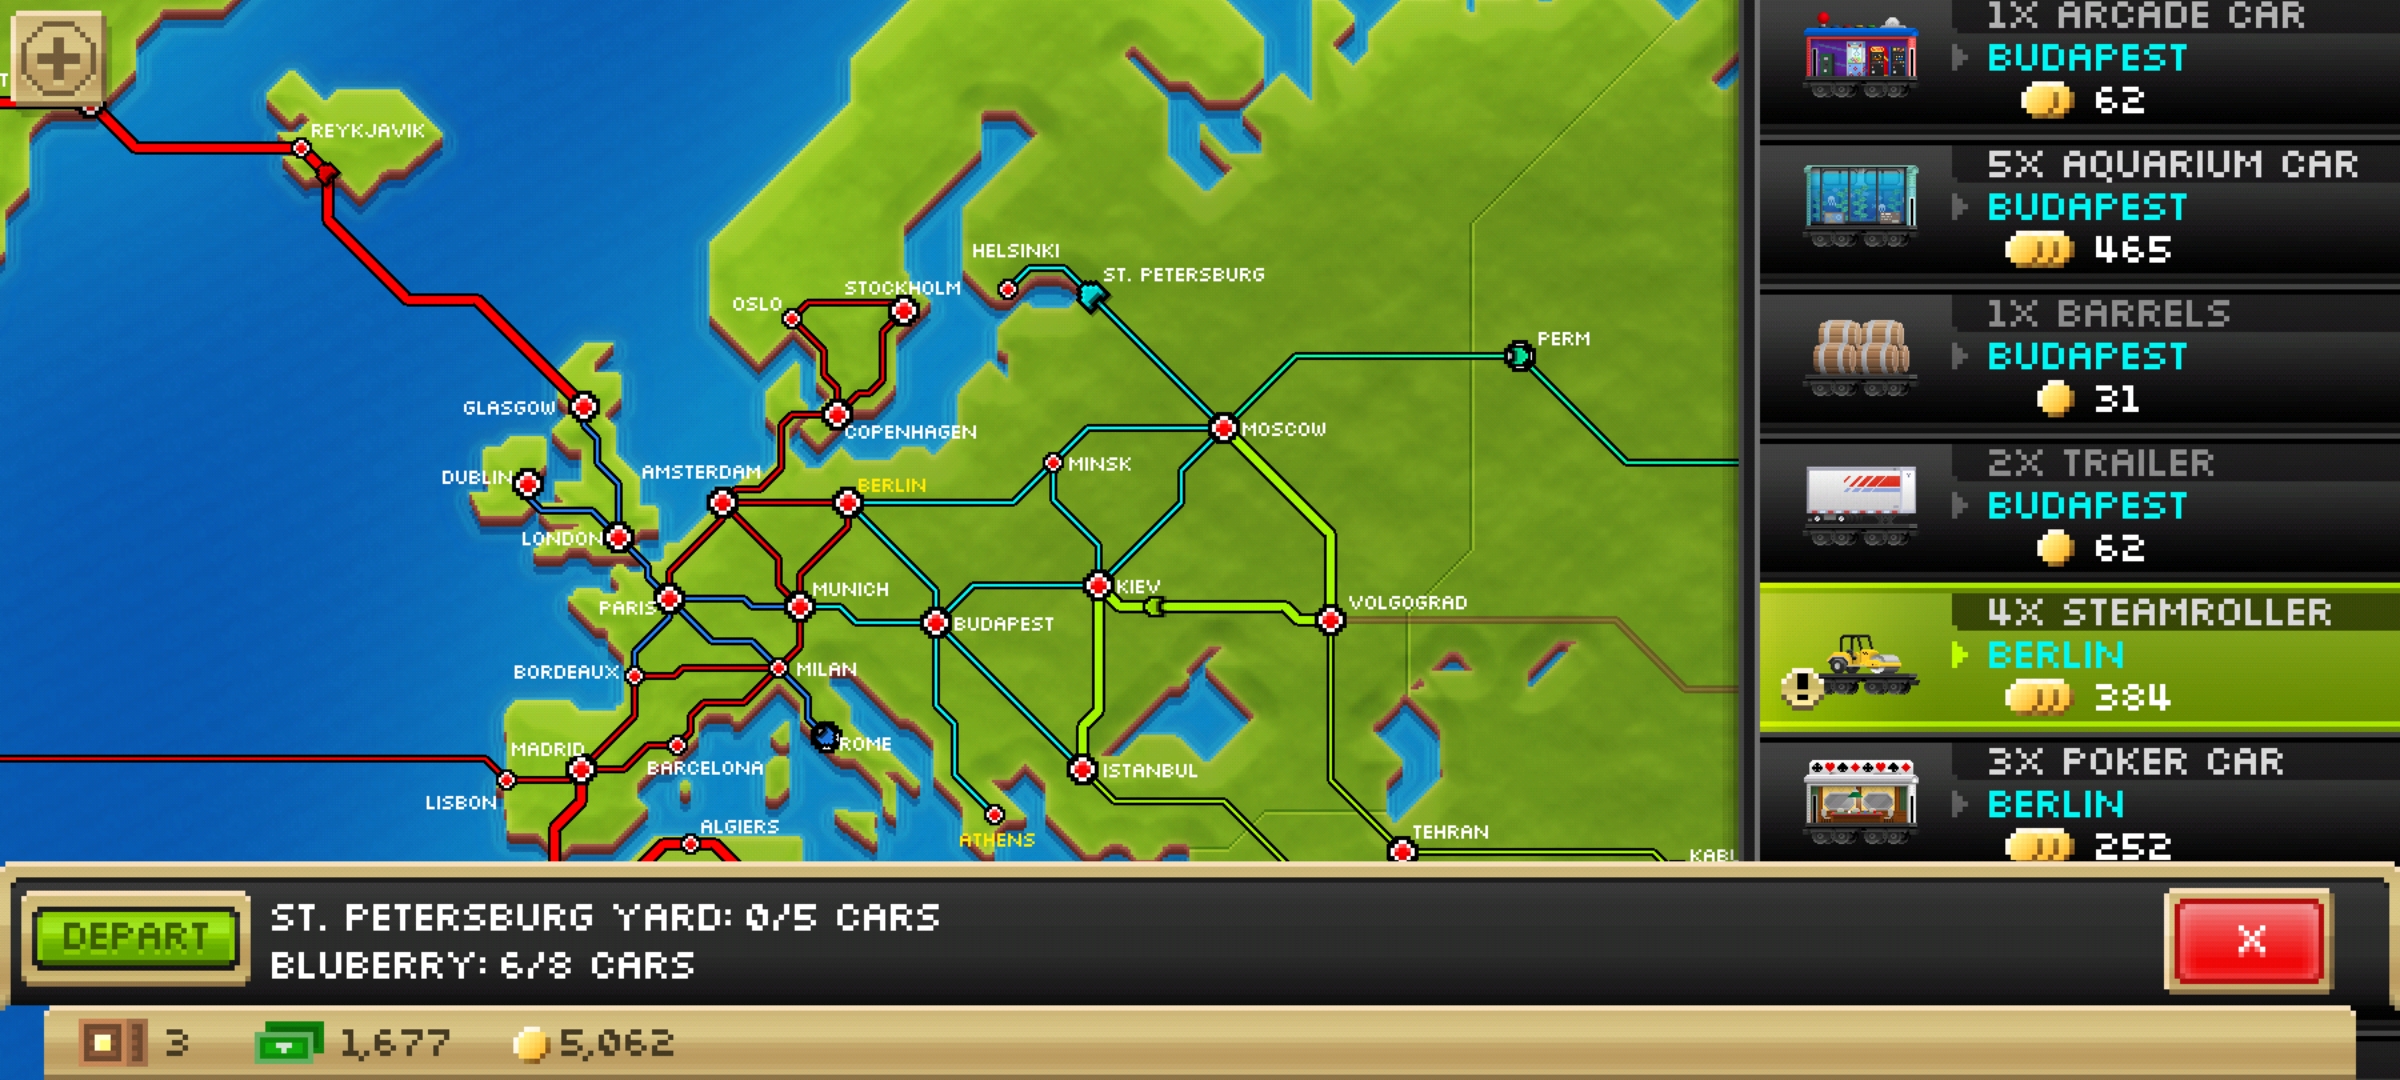 T
REYKJAVIK
HELSINKI
ST. PETERSBURG
STOCKHOLM
OSLO
PERM
GLASGOW
COPENHAGEN
MOSCOW
DUBLIN
AMSTERDAM
MINSK
BERLIN
LONDON
MUNICH
KIEV
PARIS
VOLGOGRAD
BUDAPEST
BORDEAUX
MILAN
ROME
MADRID
BARCELONA
ISTANBUL
LISBON
ALGIERS
ATHENS
TEHRAN
KABU
1X ARCADE CAR
BUDAPEST
62
5X AQUARIUM CAR
BUDAPEST
465
1X BARRELS
BUDAPEST
31
2X TRAILER
BUDAPEST
62
4X STEAMROLLER
BERLIN
! 384
3X POKER CAR
BERLIN
252
DEPART
ST. PETERSBURG YARD: 0/5 CARS
BLUBERRY: 6/8 CARS
X
3
1,677
5,062